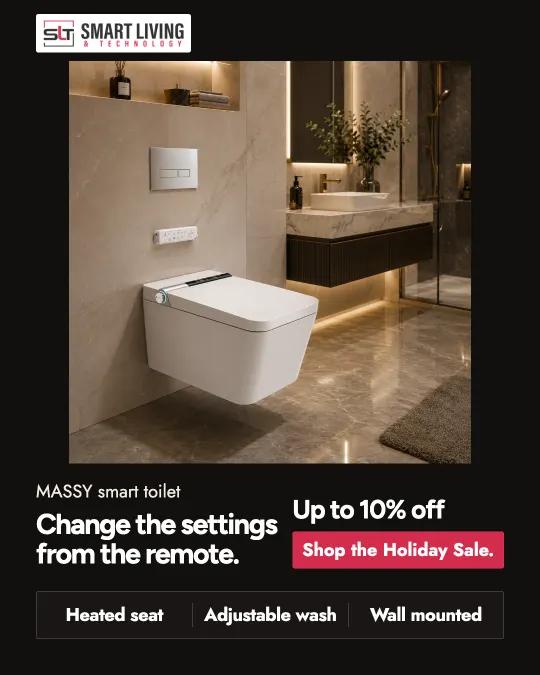 SLT SMART LIVING
& TECHNOLOGY
MASSY smart toilet
Change the settings
from the remote.
Up to 10% off
Shop the Holiday Sale.
Heated seat
Adjustable wash
Wall mounted